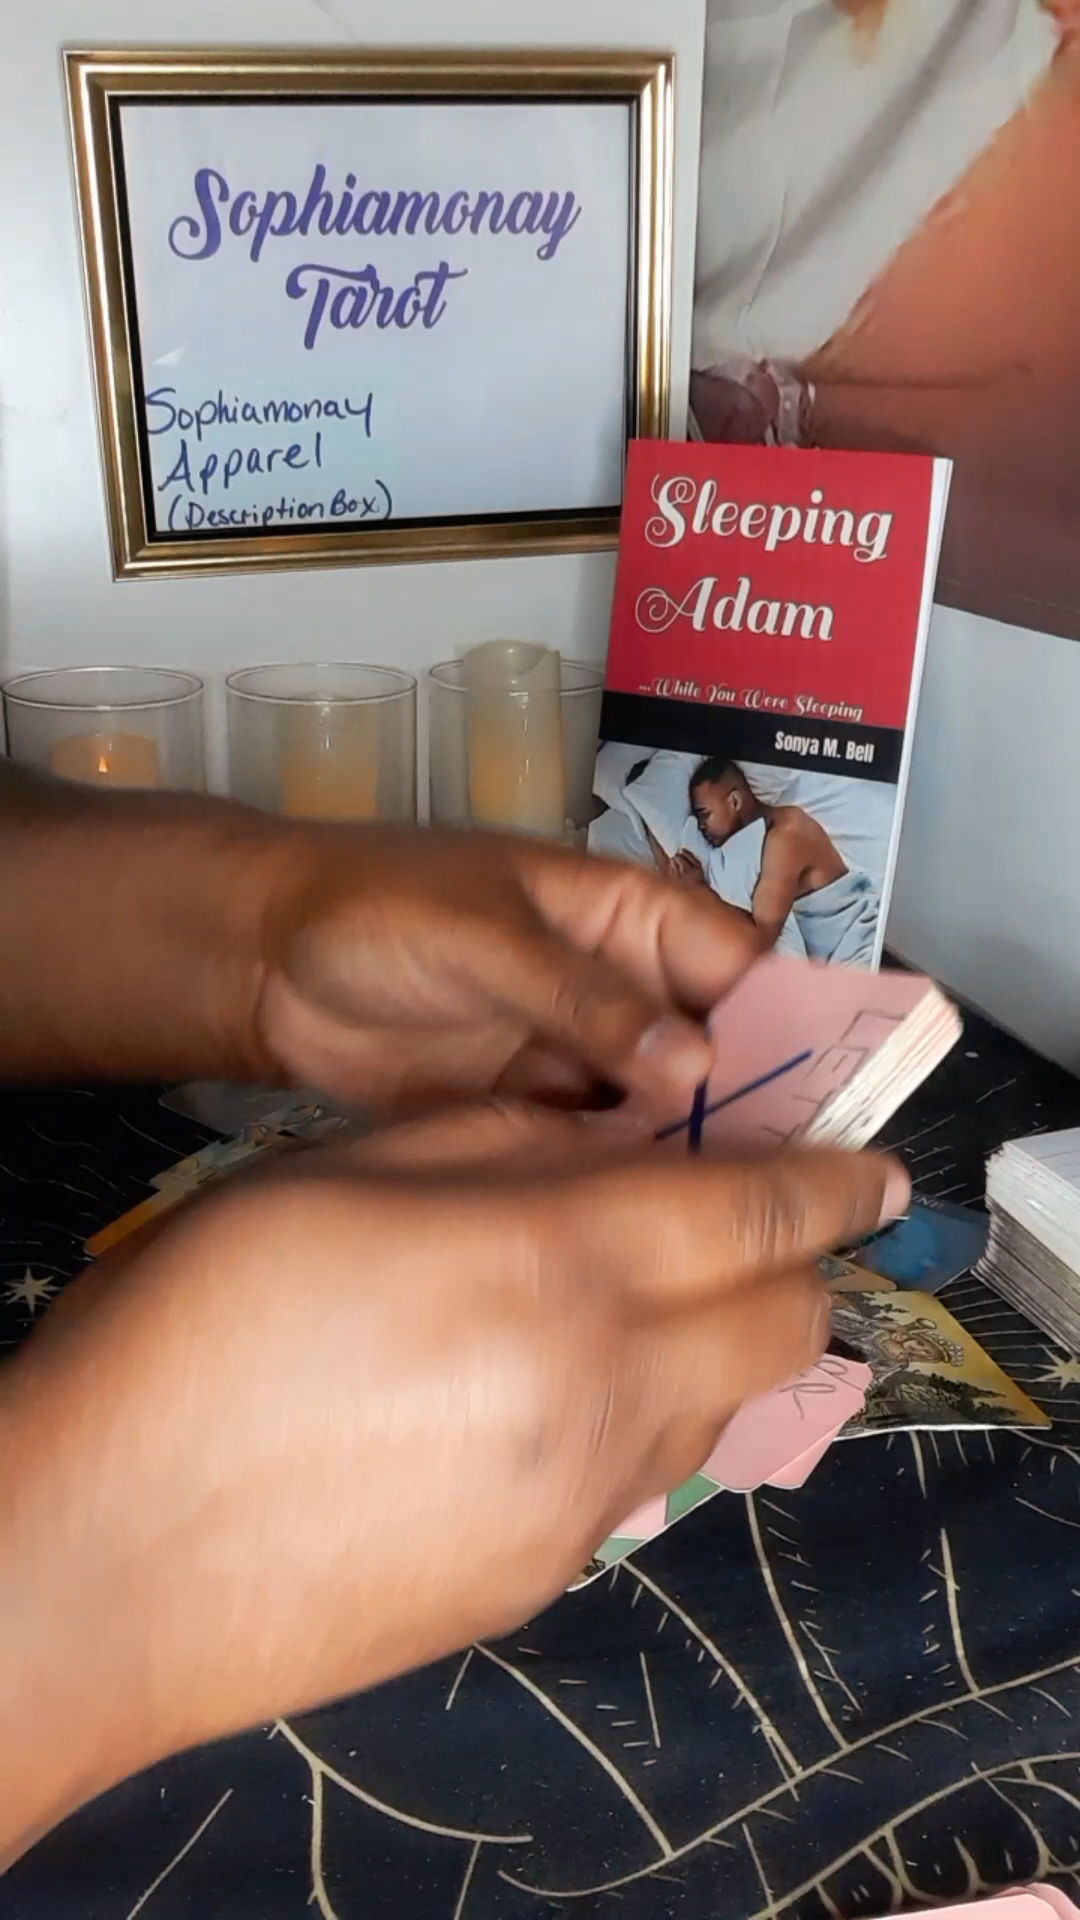 Sophiamonay
Tarot
Sophiamonay
Apparel
(Description Box)
Sleeping
Adam
...While You Were Sleeping
Sonya M. Bell